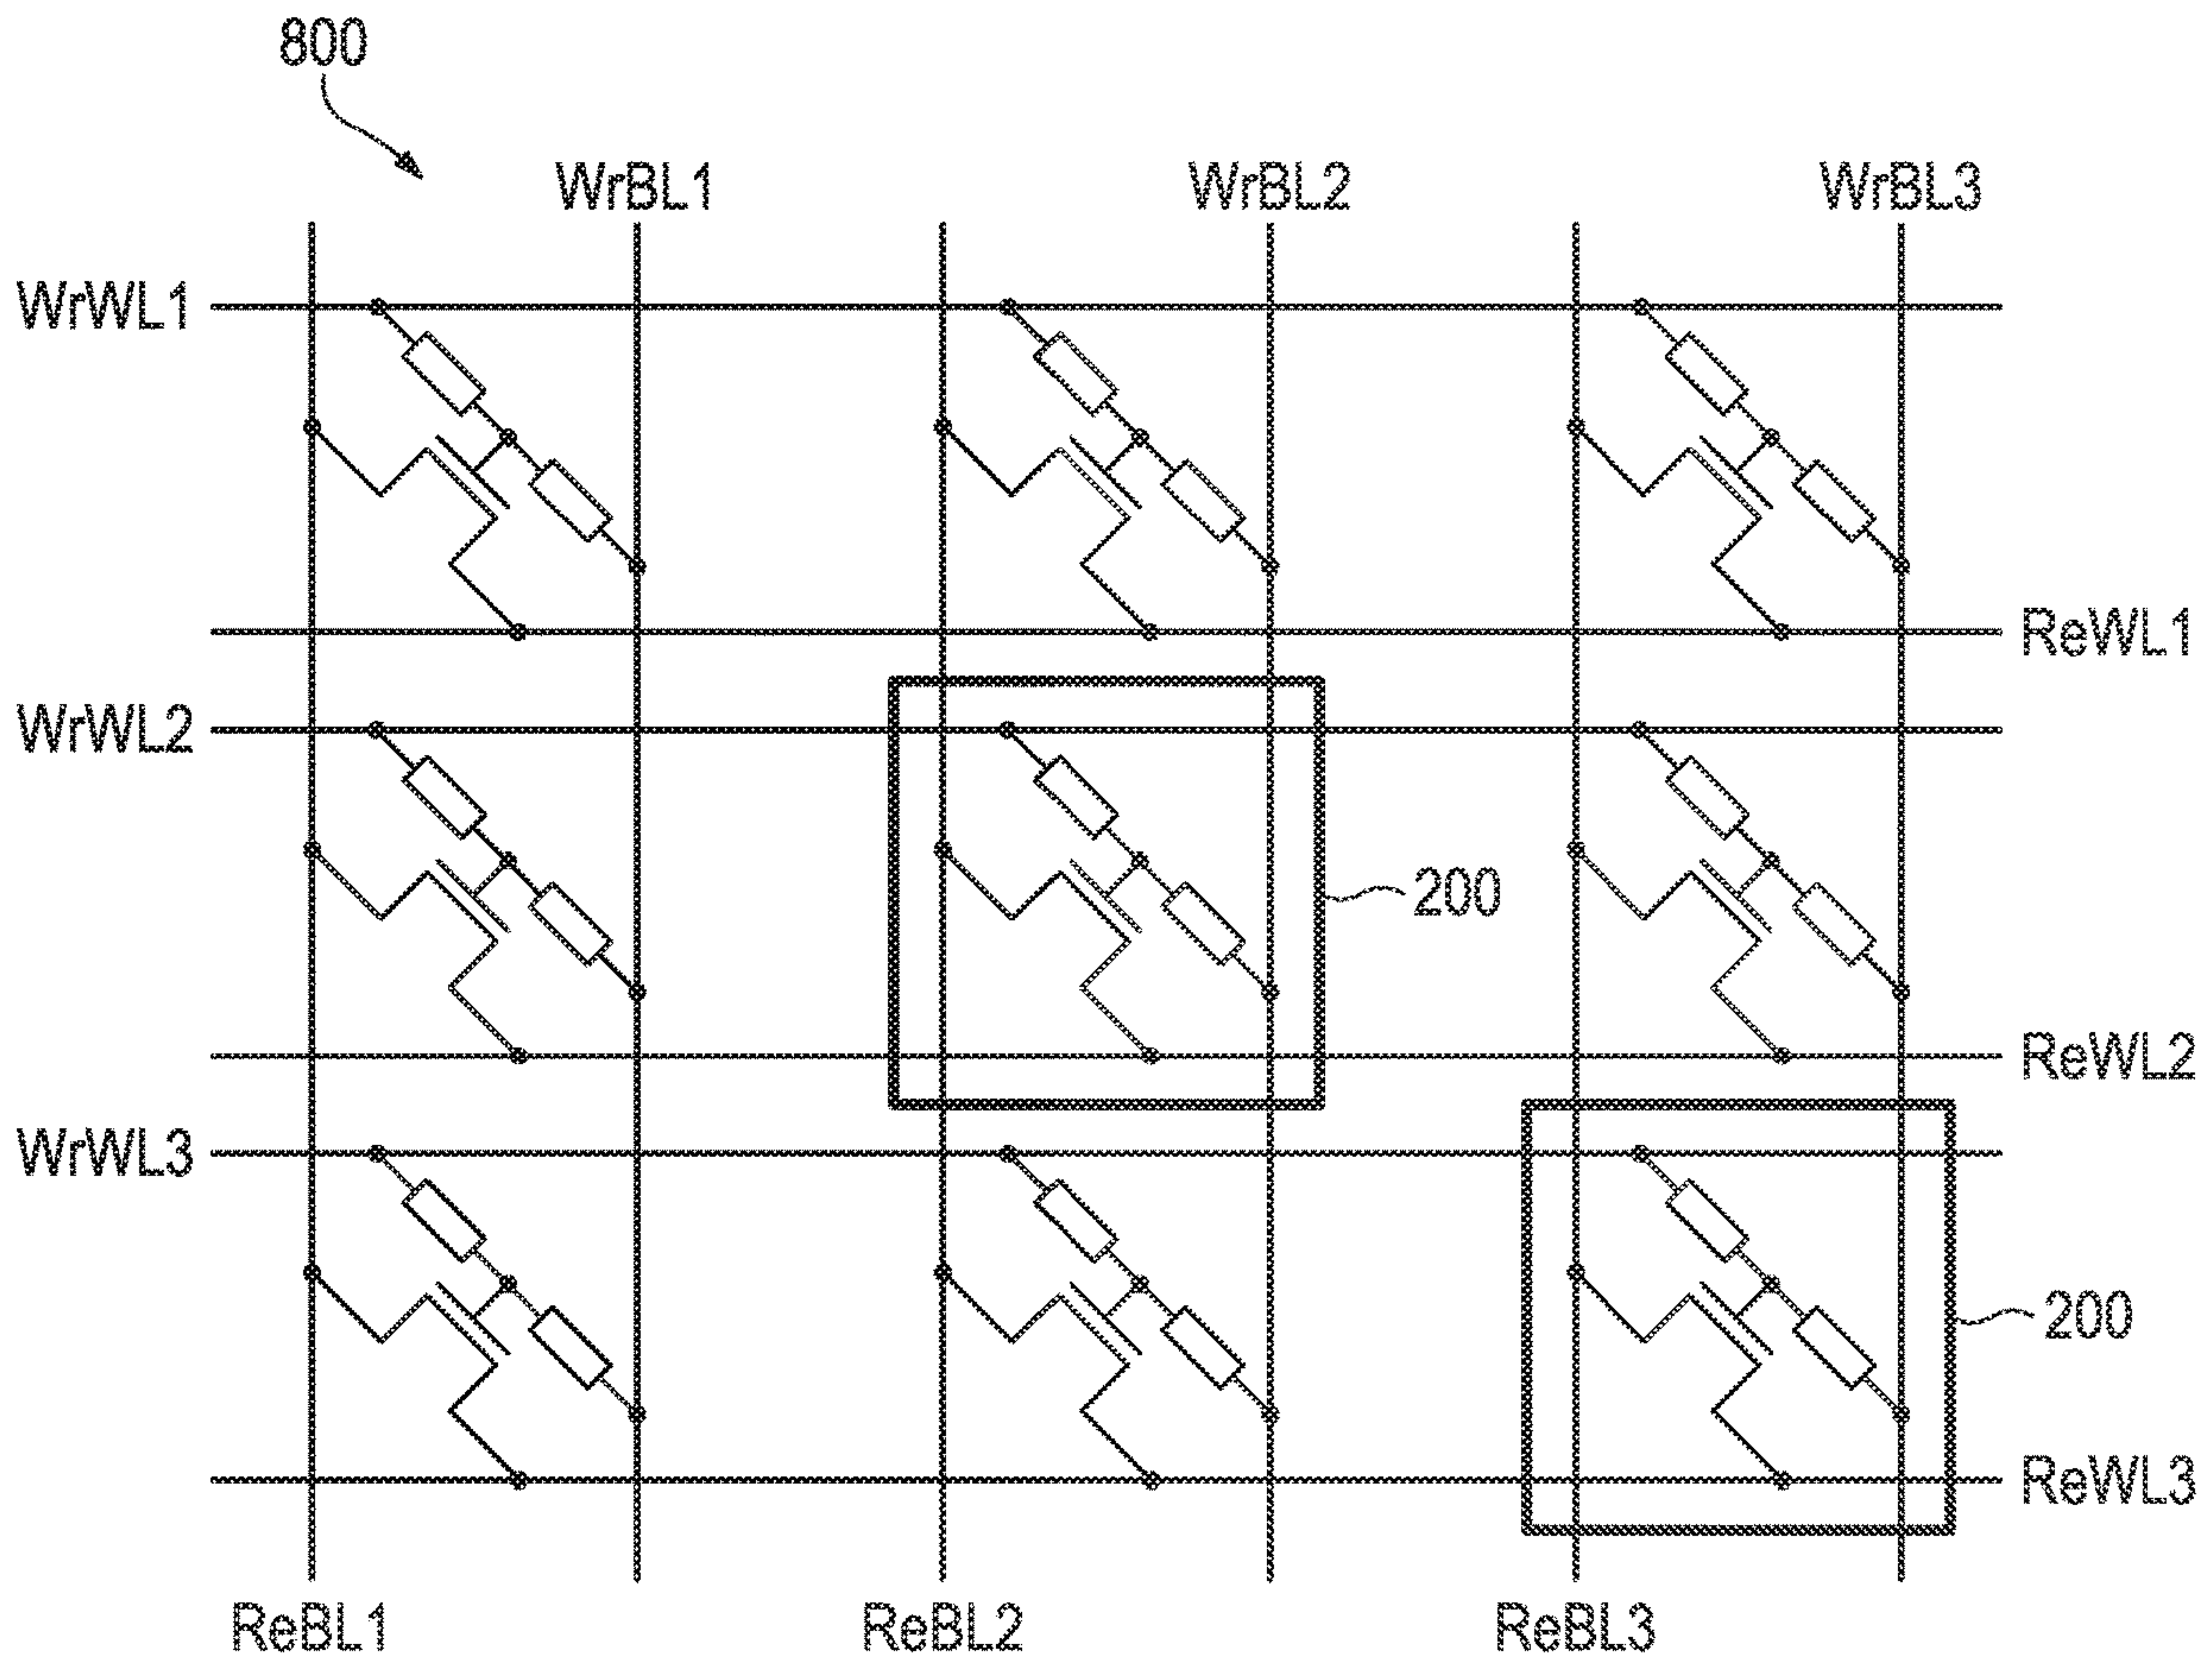 800
WrBL1 WrBL2 WrBL3
WrWL1
ReWL1
WrWL2
200
ReWL2
WrWL3
200
ReWL3
ReBL1 ReBL2 ReBL3